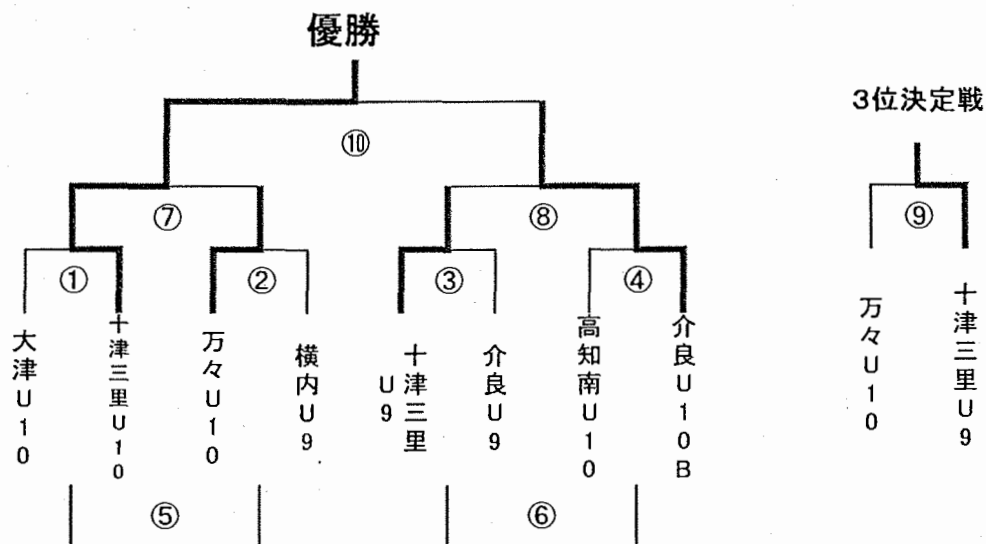 優勝
3位決定戦
⑩
⑦
⑧
⑨
①
②
③
④
大津U10
十津三里U10
万々U10
横内U9
十津三里
U9
介良U9
高知南U10
介良U10B
万々U10
十津三里U9
⑤
⑥